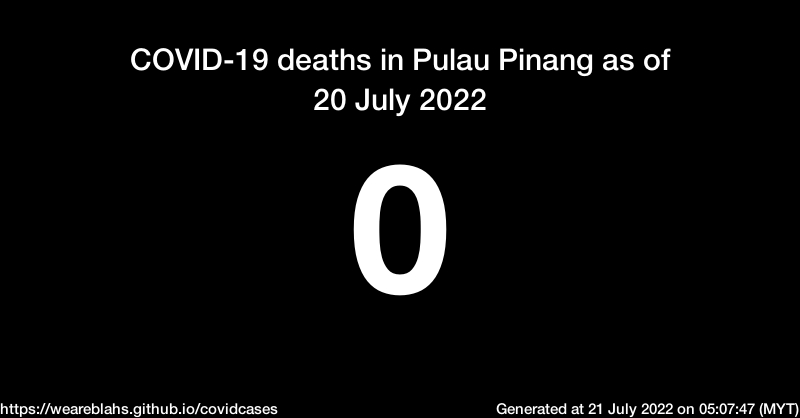 COVID-19 deaths in Pulau Pinang as of
20 July 2022
0
https://weareblahs.github.io/covidcases
Generated at 21 July 2022 on 05:07:47 (MYT)